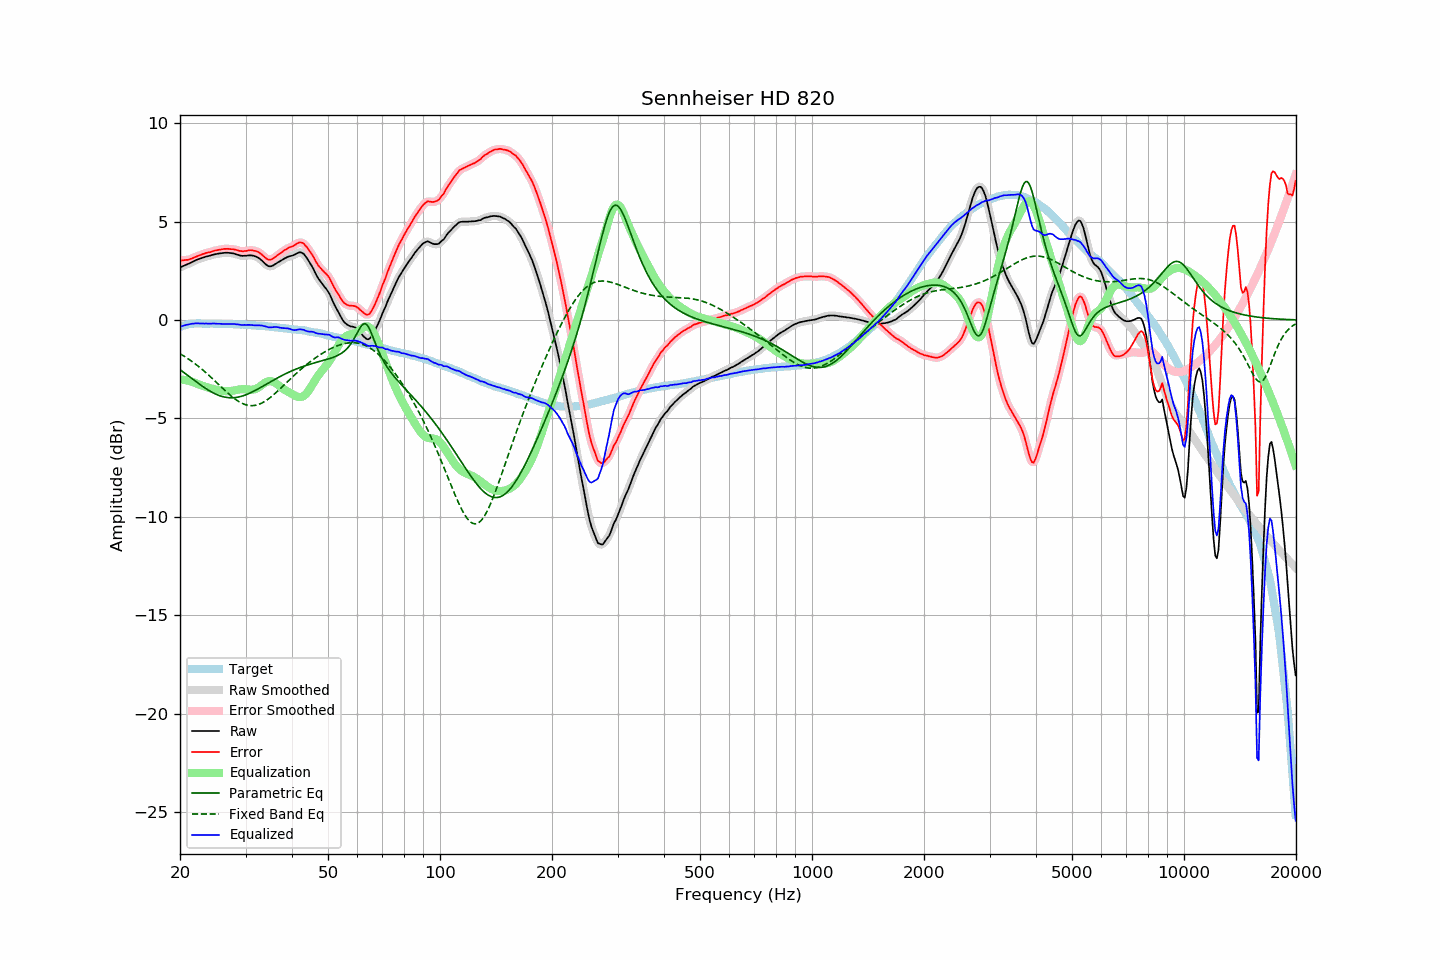 Sennheiser HD 820
Amplitude (dBr)
10
5
0
−5
−10
−15
−20
−25
Target
Raw Smoothed
Error Smoothed
Raw
Error
Equalization
Parametric Eq
Fixed Band Eq
Equalized
20 50 100 200 500 1000 2000 5000 10000 20000
Frequency (Hz)